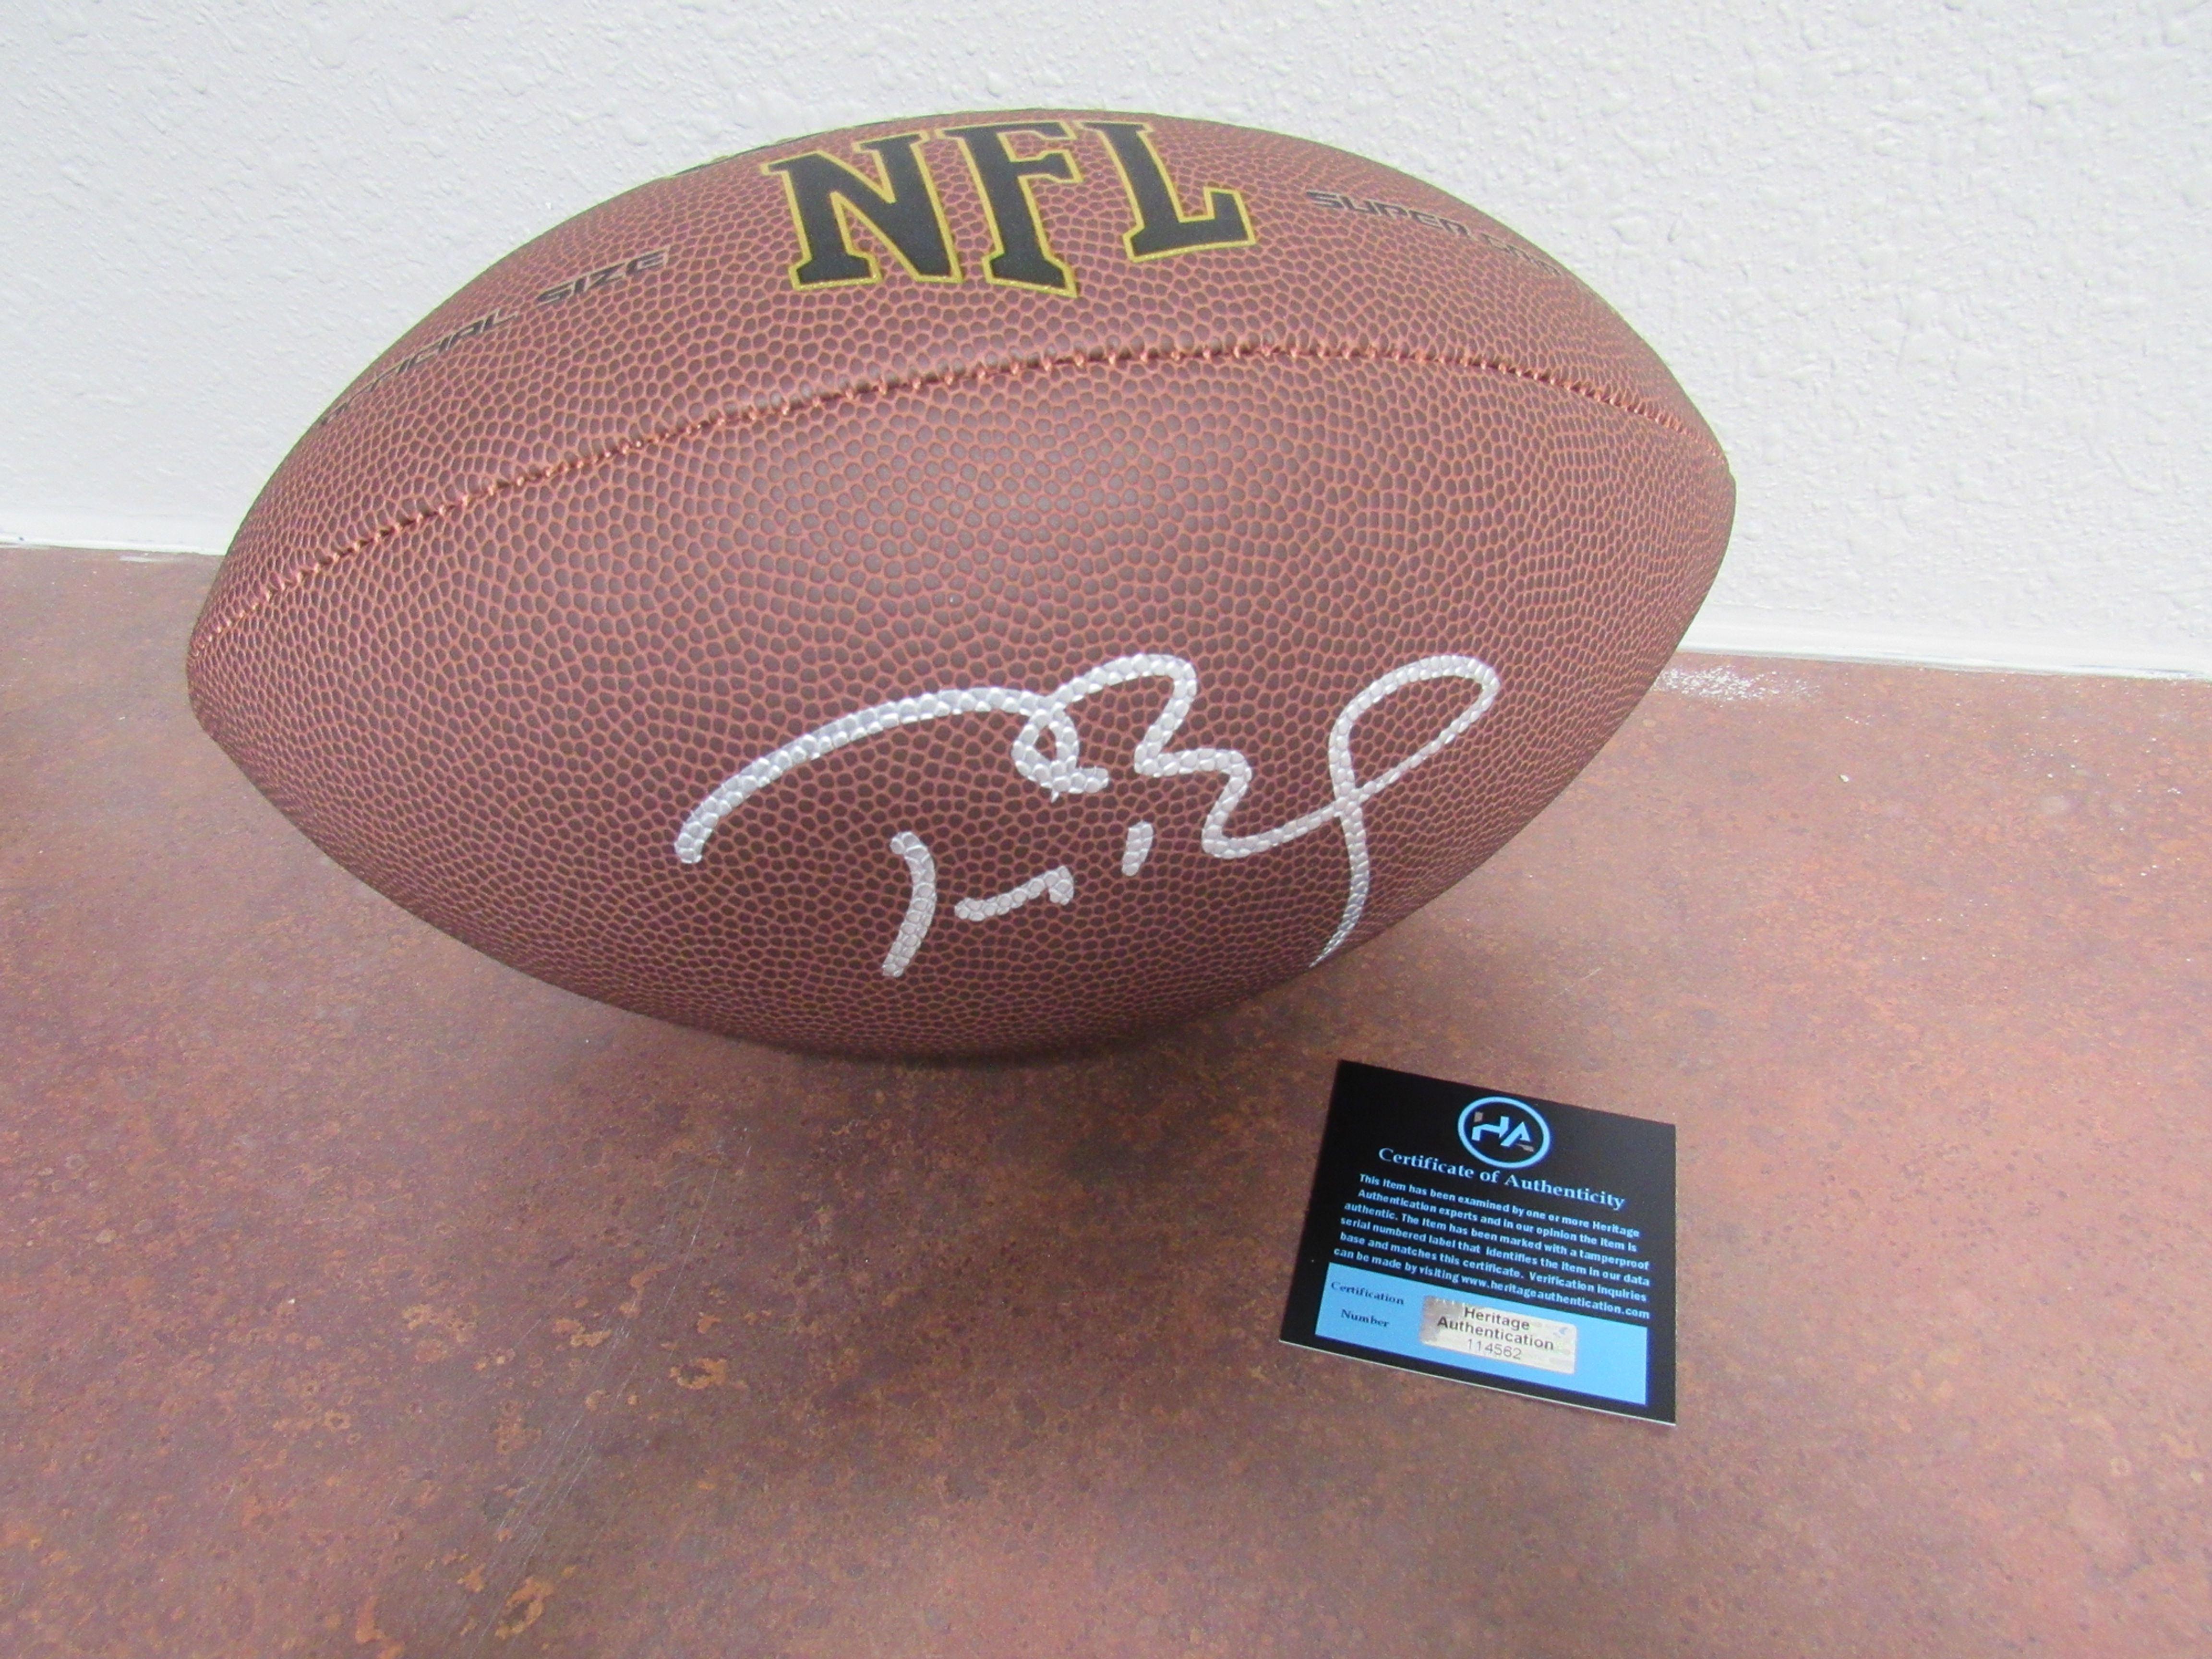 NFL
OFFICIAL SIZE
SUPER GRIP
HA
Certificate of Authenticity
This item has been examined by one or more Heritage
Authentication experts and in our opinion the item is
authentic. The item has been marked with a tamperproof
serial numbered label that identifies the item in our data
base and matches this certificate. Verification inquiries
can be made by visiting www.heritageauthentication.com
Certification
Number
Heritage
Authentication
114562